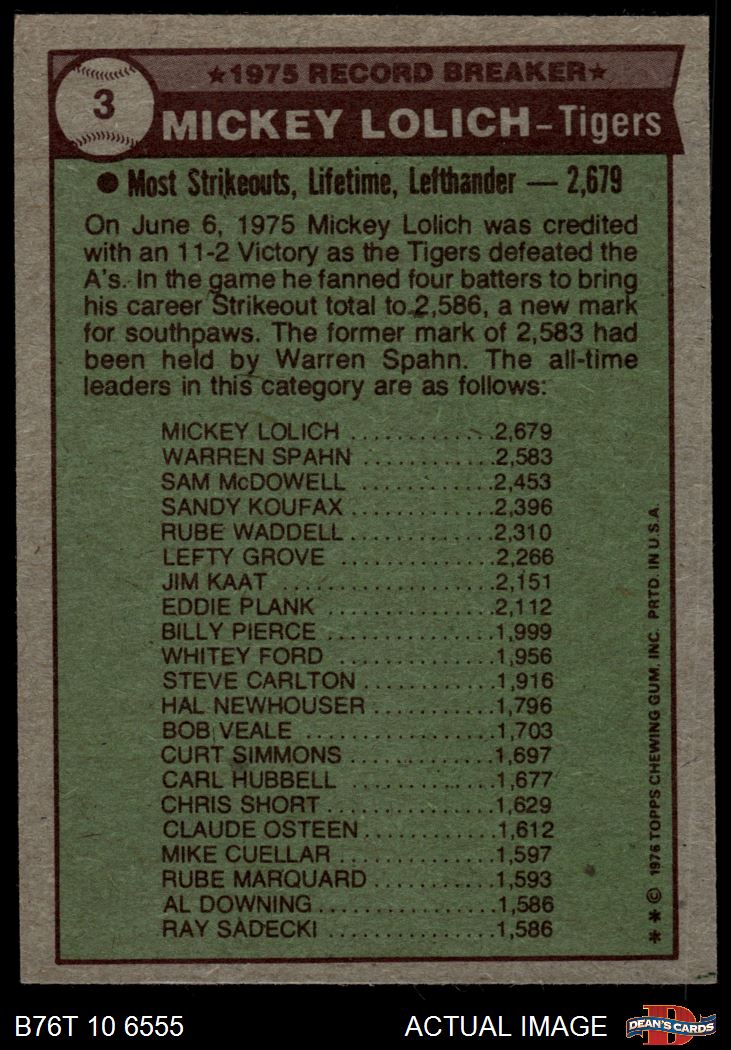 ★1975 RECORD BREAKER★
3
MICKEY LOLICH–Tigers
● Most Strikeouts, Lifetime, Lefthander — 2,679
On June 6, 1975 Mickey Lolich was credited
with an 11-2 Victory as the Tigers defeated the
A's. In the game he fanned four batters to bring
his career Strikeout total to 2,586, a new mark
for southpaws. The former mark of 2,583 had
been held by Warren Spahn. The all-time
leaders in this category are as follows:
MICKEY LOLICH ............. 2,679
WARREN SPAHN ............ 2,583
SAM McDOWELL ........... 2,453
SANDY KOUFAX ............ 2,396
RUBE WADDELL ............ 2,310
LEFTY GROVE ............. 2,266
JIM KAAT ................. 2,151
EDDIE PLANK .............. 2,112
BILLY PIERCE .............. 1,999
WHITEY FORD ............. 1,956
STEVE CARLTON ........... 1,916
HAL NEWHOUSER .......... 1,796
BOB VEALE ................ 1,703
CURT SIMMONS ............ 1,697
CARL HUBBELL ............ 1,677
CHRIS SHORT .............. 1,629
CLAUDE OSTEEN ........... 1,612
MIKE CUELLAR ............. 1,597
RUBE MARQUARD .......... 1,593
AL DOWNING ............... 1,586
RAY SADECKI .............. 1,586
** © 1976 TOPPS CHEWING GUM, INC. PRTD. IN U.S.A.
B76T 10 6555
ACTUAL IMAGE
D
DEAN'S CARDS